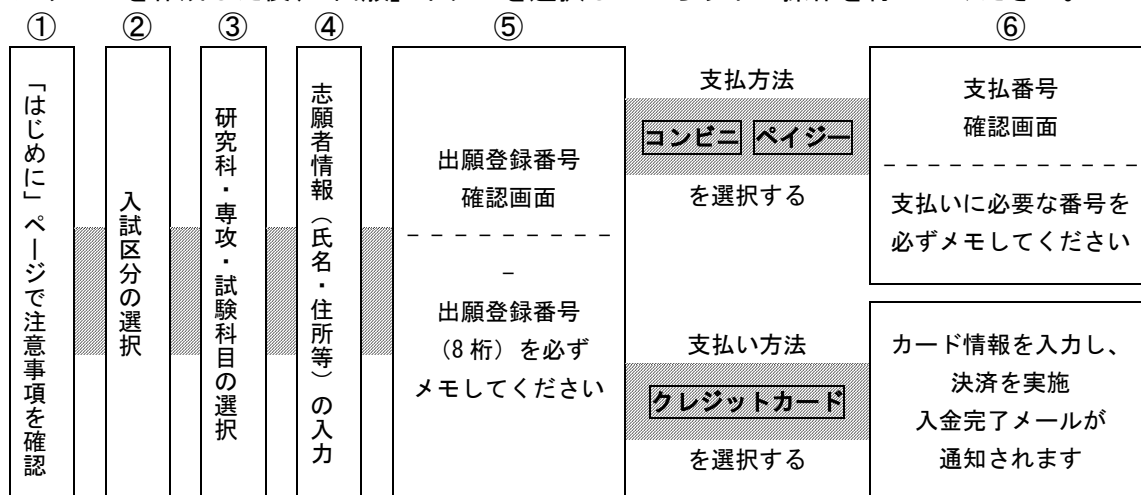 ①
②
③
④
⑤
⑥
「はじめに」ページで注意事項を確認
入試区分の選択
研究科・専攻・試験科目の選択
志願者情報（氏名・住所等）の入力
出願登録番号
確認画面
－－－－－－－－－
－
出願登録番号
（8 桁）を必ず
メモしてください
支払方法
コンビニ ペイジー
を選択する
支払い方法
クレジットカード
を選択する
支払番号
確認画面
－－－－－－－－－－－
支払いに必要な番号を
必ずメモしてください
カード情報を入力し、
決済を実施
入金完了メールが
通知されます